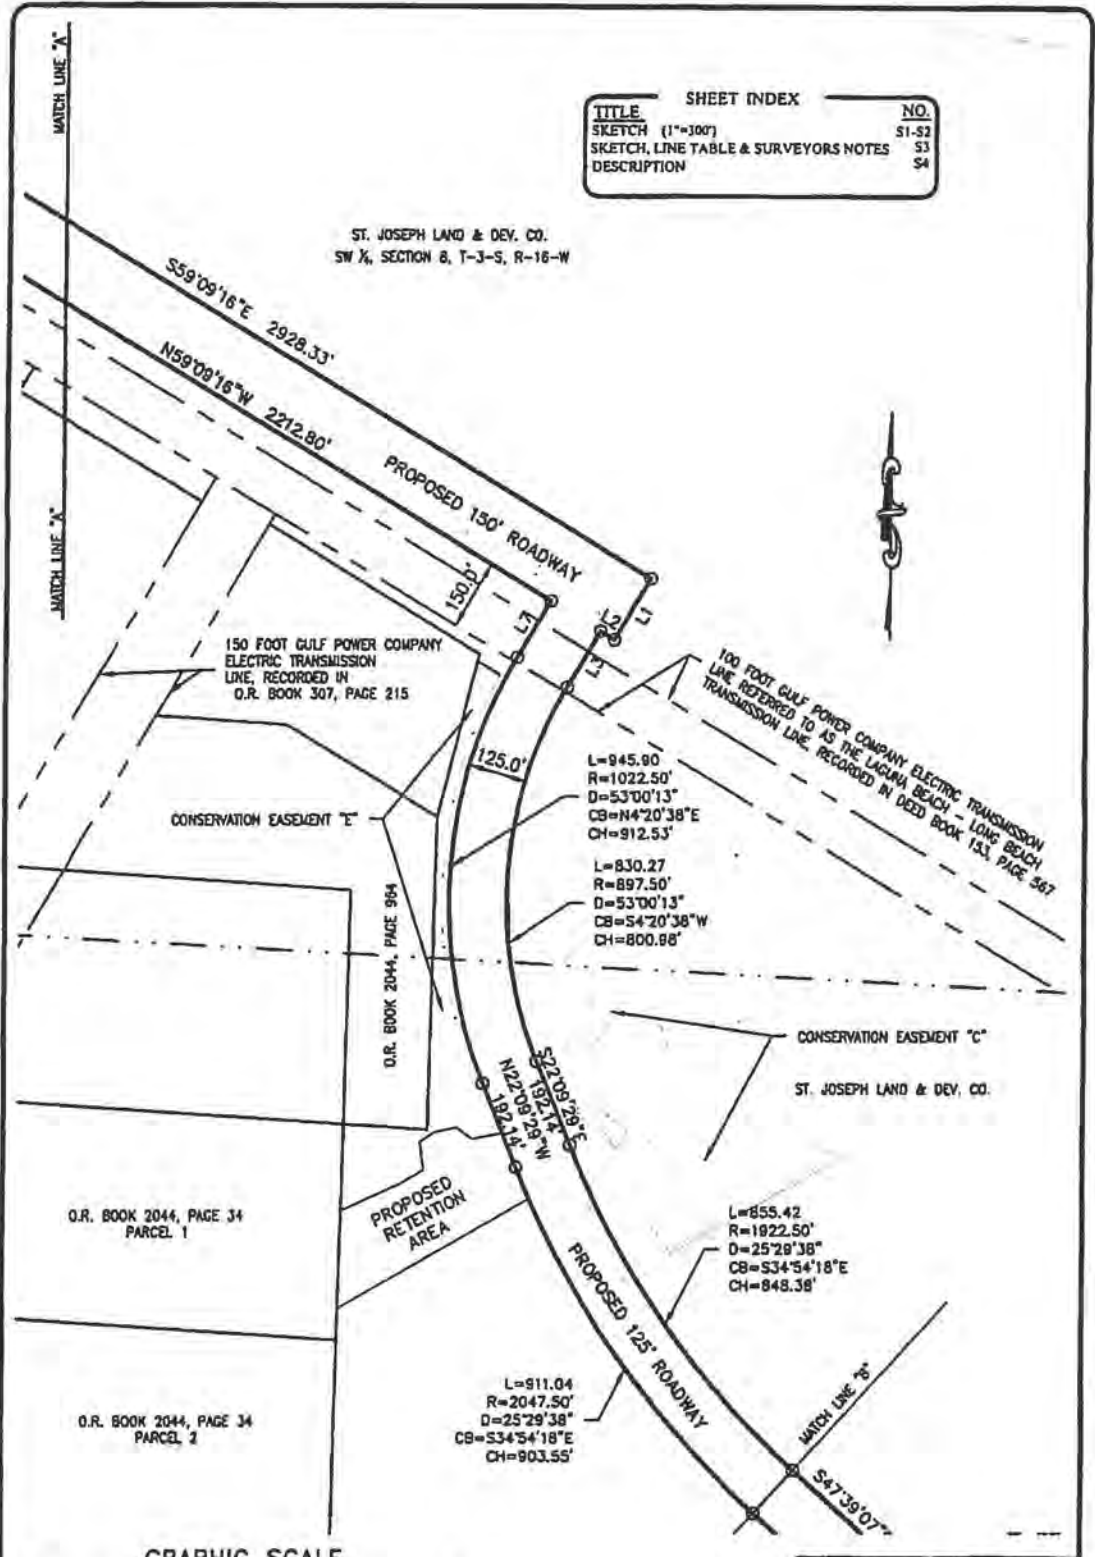 MATCH LINE "A"
SHEET INDEX
TITLE NO.
SKETCH (1"=300') S1-S2
SKETCH, LINE TABLE & SURVEYORS NOTES S3
DESCRIPTION S4
ST. JOSEPH LAND & DEV. CO.
SW ¼, SECTION 8, T-3-S, R-16-W
S59°09'16"E 2928.33'
N59°09'16"W 2212.80'
PROPOSED 150' ROADWAY
MATCH LINE "A"
150.0'
L7
L2
L1
L3
150 FOOT GULF POWER COMPANY
ELECTRIC TRANSMISSION
LINE, RECORDED IN
O.R. BOOK 307, PAGE 215
100 FOOT GULF POWER COMPANY ELECTRIC TRANSMISSION
LINE REFERRED TO AS THE LAGUNA BEACH - LONG BEACH
TRANSMISSION LINE, RECORDED IN DEED BOOK 153, PAGE 567
125.0'
L=945.90
R=1022.50'
D=53°00'13"
CB=N4°20'38"E
CH=912.53'
CONSERVATION EASEMENT "E"
L=830.27
R=897.50'
D=53°00'13"
CB=S4°20'38"W
CH=800.98'
O.R. BOOK 2044, PAGE 964
CONSERVATION EASEMENT "C"
ST. JOSEPH LAND & DEV. CO.
S22°09'29"E
192.14'
N22°09'29"W
192.14'
PROPOSED
RETENTION
AREA
O.R. BOOK 2044, PAGE 34
PARCEL 1
L=855.42
R=1922.50'
D=25°29'38"
CB=S34°54'18"E
CH=848.38'
PROPOSED 125' ROADWAY
L=911.04
R=2047.50'
D=25°29'38"
CB=S34°54'18"E
CH=903.55'
O.R. BOOK 2044, PAGE 34
PARCEL 2
MATCH LINE "B"
S47°39'07"
GRAPHIC SCALE